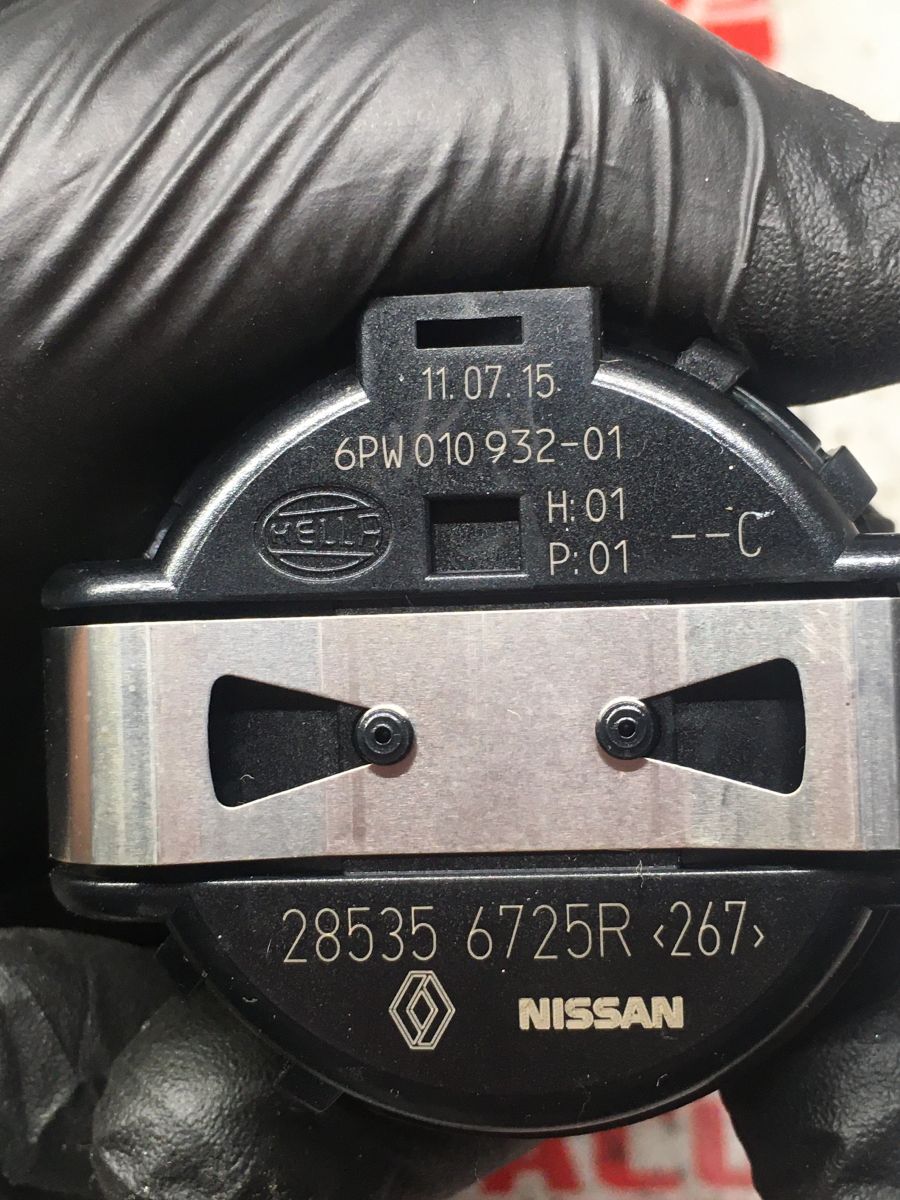 11.07.15
6PW 010 932-01
HELLA
H:01
P:01
--C
28535 6725R <267>
NISSAN